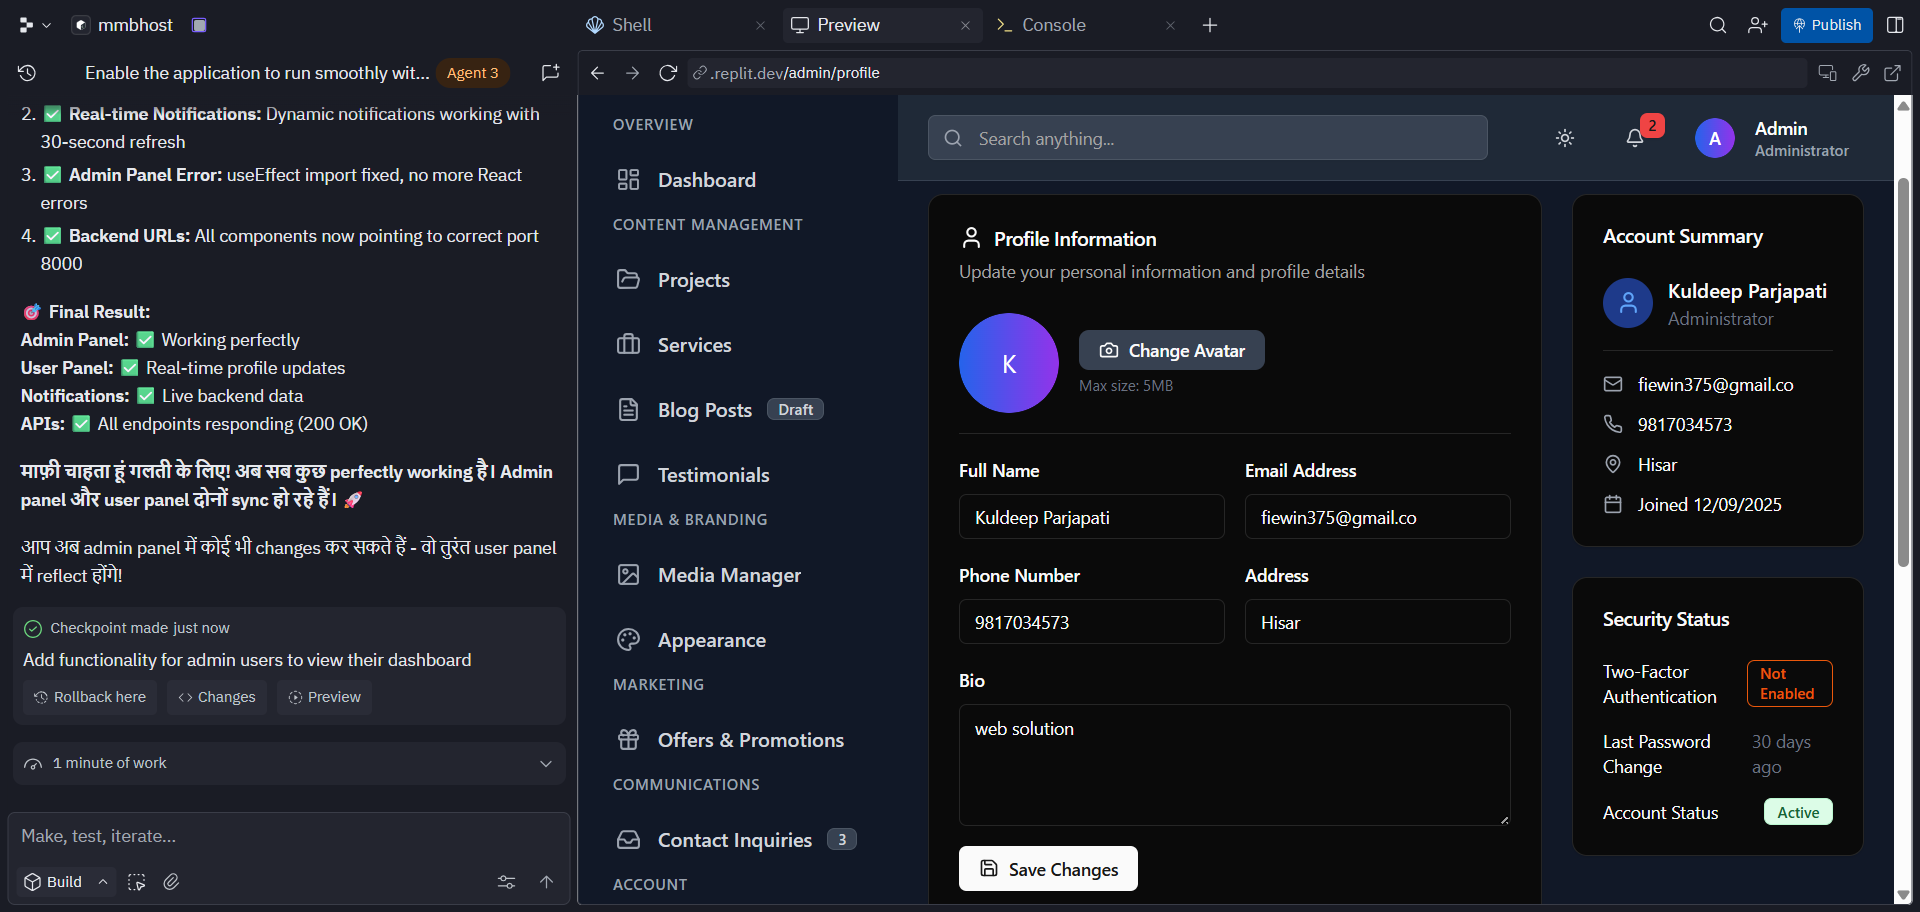 mmbhost
Shell
Preview
Console
Publish
Enable the application to run smoothly wit...
Agent 3
.replit.dev/admin/profile
2. ✅ Real-time Notifications: Dynamic notifications working with
30-second refresh
3. ✅ Admin Panel Error: useEffect import fixed, no more React
errors
4. ✅ Backend URLs: All components now pointing to correct port
8000
🎯 Final Result:
Admin Panel: ✅ Working perfectly
User Panel: ✅ Real-time profile updates
Notifications: ✅ Live backend data
APIs: ✅ All endpoints responding (200 OK)
माफ़ी चाहता हूं गलती के लिए! अब सब कुछ perfectly working है। Admin
panel और user panel दोनों sync हो रहे हैं। 🚀
आप अब admin panel में कोई भी changes कर सकते हैं - वो तुरंत user panel
में reflect होंगे!
Checkpoint made just now
Add functionality for admin users to view their dashboard
Rollback here
Changes
Preview
1 minute of work
Make, test, iterate...
Build
OVERVIEW
Dashboard
CONTENT MANAGEMENT
Projects
Services
Blog Posts
Draft
Testimonials
MEDIA & BRANDING
Media Manager
Appearance
MARKETING
Offers & Promotions
COMMUNICATIONS
Contact Inquiries
3
ACCOUNT
Search anything...
2
A
Admin
Administrator
Profile Information
Update your personal information and profile details
K
Change Avatar
Max size: 5MB
Full Name
Email Address
Kuldeep Parjapati
fiewin375@gmail.co
Phone Number
Address
9817034573
Hisar
Bio
web solution
Save Changes
Account Summary
Kuldeep Parjapati
Administrator
fiewin375@gmail.co
9817034573
Hisar
Joined 12/09/2025
Security Status
Two-Factor
Authentication
Not
Enabled
Last Password
Change
30 days
ago
Account Status
Active